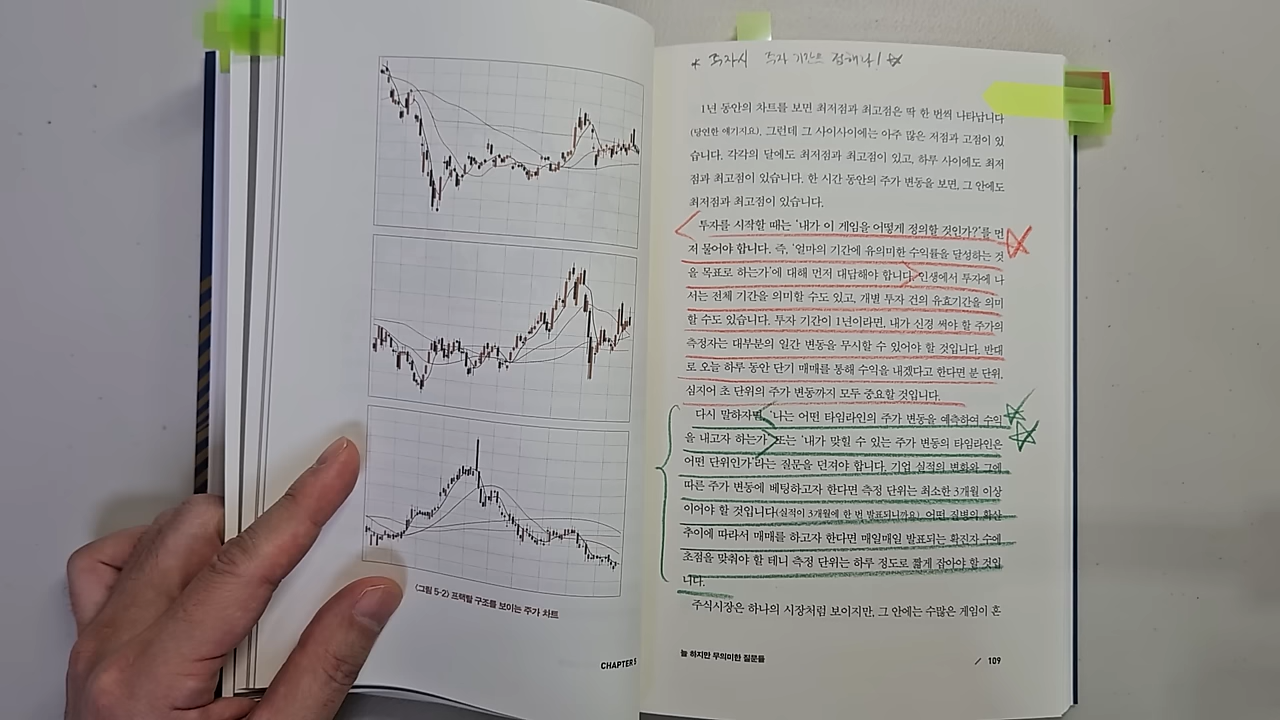 〈그림 5-2〉 프랙탈 구조를 보이는 주가 차트
CHAPTER 5
* 주식 투자 기간을 정해라! ☆
1년 동안의 차트를 보면 최저점과 최고점은 딱 한 번씩 나타납니다
(당연한 얘기지요). 그런데 그 사이사이에는 아주 많은 저점과 고점이 있
습니다. 각각의 달에도 최저점과 최고점이 있고, 하루 사이에도 최저
점과 최고점이 있습니다. 한 시간 동안의 주가 변동을 보면, 그 안에도
최저점과 최고점이 있습니다.
투자를 시작할 때는 '내가 이 게임을 어떻게 정의할 것인가?'를 먼
저 물어야 합니다. 즉, '얼마의 기간에 유의미한 수익률을 달성하는 것
을 목표로 하는가'에 대해 먼저 대답해야 합니다. 인생에서 투자에 나
서는 전체 기간을 의미할 수도 있고, 개별 투자 건의 유효기간을 의미
할 수도 있습니다. 투자 기간이 1년이라면, 내가 신경 써야 할 주가의
측정자는 대부분의 일간 변동을 무시할 수 있어야 할 것입니다. 반대
로 오늘 하루 동안 단기 매매를 통해 수익을 내겠다고 한다면 분 단위,
심지어 초 단위의 주가 변동까지 모두 중요할 것입니다.
다시 말하자면, '나는 어떤 타임라인의 주가 변동을 예측하여 수익
을 내고자 하는가' 또는 '내가 맞힐 수 있는 주가 변동의 타임라인은
어떤 단위인가'라는 질문을 던져야 합니다. 기업 실적의 변화와 그에
따른 주가 변동에 베팅하고자 한다면 측정 단위는 최소한 3개월 이상
이어야 할 것입니다(실적이 3개월에 한 번 발표되니까요). 어떤 질병의 확산
추이에 따라서 매매를 하고자 한다면 매일매일 발표되는 확진자 수에
초점을 맞춰야 할 테니 측정 단위는 하루 정도로 짧게 잡아야 할 것입
니다.
주식시장은 하나의 시장처럼 보이지만, 그 안에는 수많은 게임이 혼
늘 하지만 무의미한 질문들 / 109